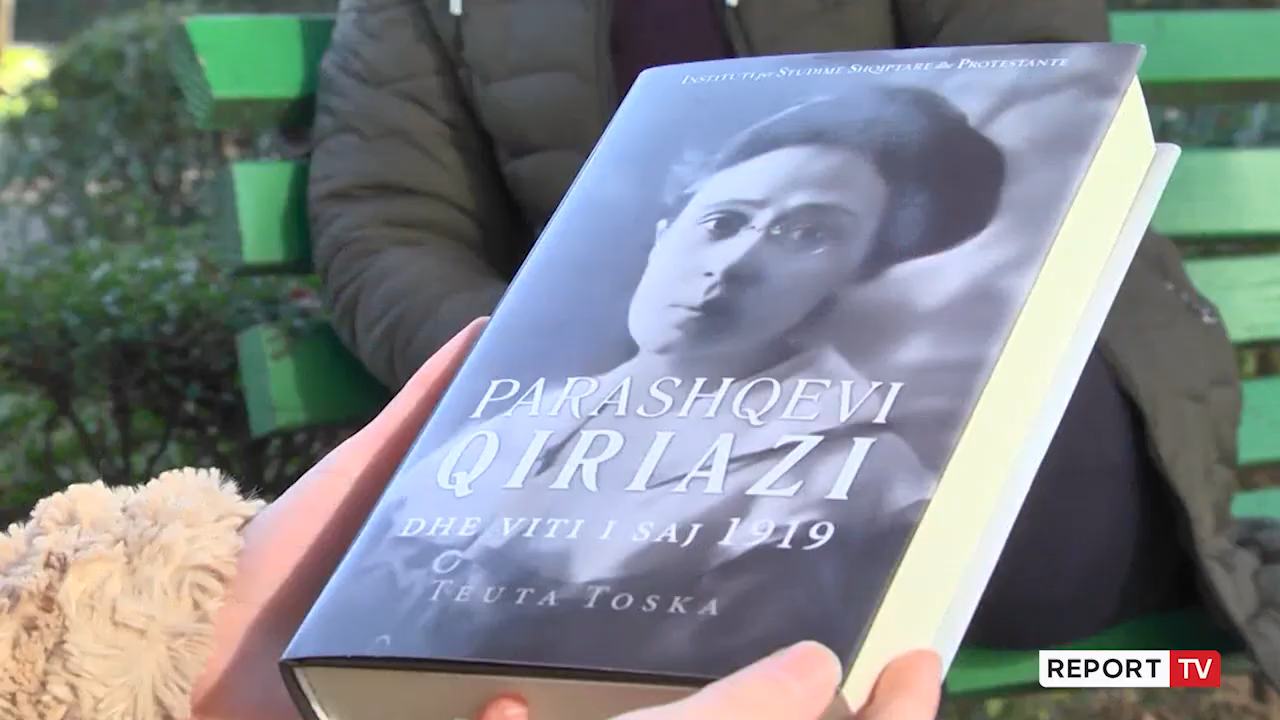 INSTITUTI për STUDIME SHQIPTARE dhe PROTESTANTE
PARASHQEVI
QIRIAZI
DHE VITI I SAJ 1919
TEUTA TOSKA
REPORT TV